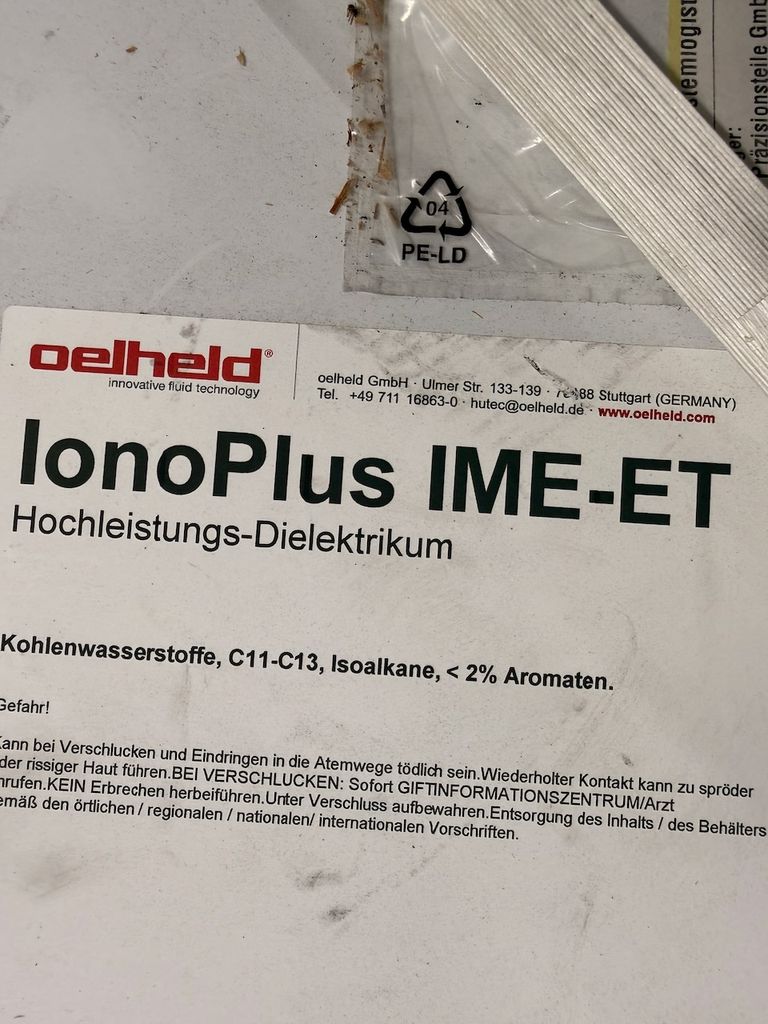 04
PE-LD
Präzisionsteile
oelheld®
innovative fluid technology
oelheld GmbH · Ulmer Str. 133-139 · Stuttgart (GERMANY)
Tel. +49 711 16863-0 · hutec@oelheld.de · www.oelheld.com
IonoPlus IME-ET
Hochleistungs-Dielektrikum
Kohlenwasserstoffe, C11-C13, Isoalkane, < 2% Aromaten.
Gefahr!
Kann bei Verschlucken und Eindringen in die Atemwege tödlich sein.Wiederholter Kontakt kann zu spröder
der rissiger Haut führen.BEI VERSCHLUCKEN: Sofort GIFTINFORMATIONSZENTRUM/Arzt
nrufen.KEIN Erbrechen herbeiführen.Unter Verschluss aufbewahren.Entsorgung des Inhalts / des Behälters
emäß den örtlichen / regionalen / nationalen/ internationalen Vorschriften.